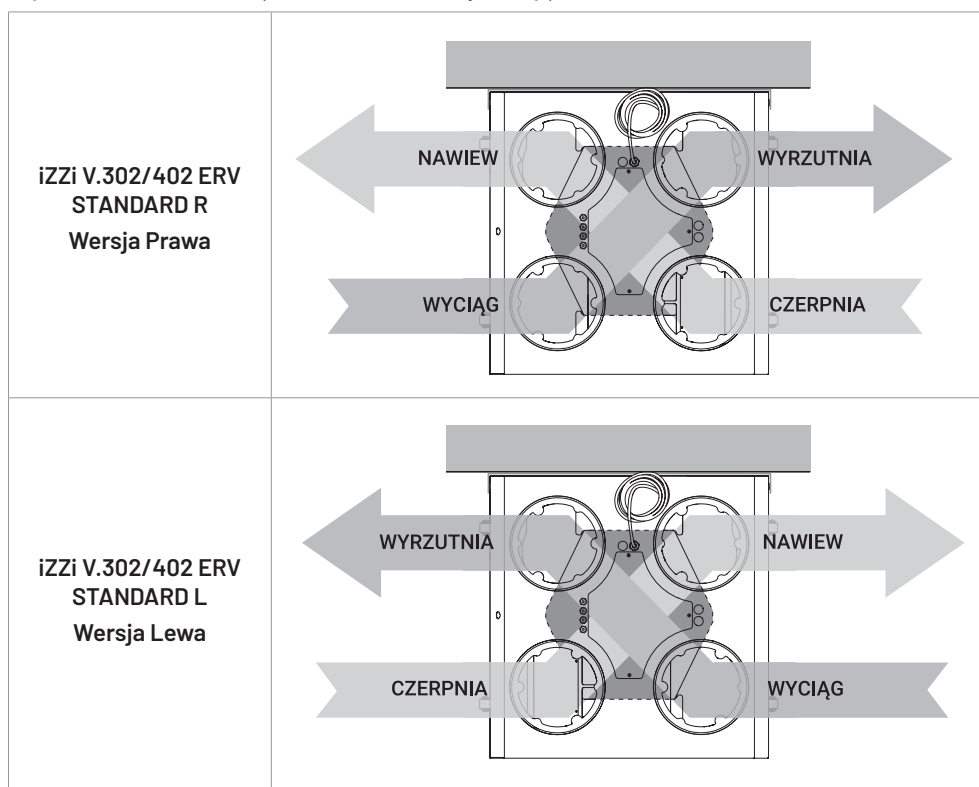 iZZi V.302/402 ERV
STANDARD R
Wersja Prawa
NAWIEW
WYRZUTNIA
WYCIĄG
CZERPNIA
iZZi V.302/402 ERV
STANDARD L
Wersja Lewa
WYRZUTNIA
NAWIEW
CZERPNIA
WYCIĄG